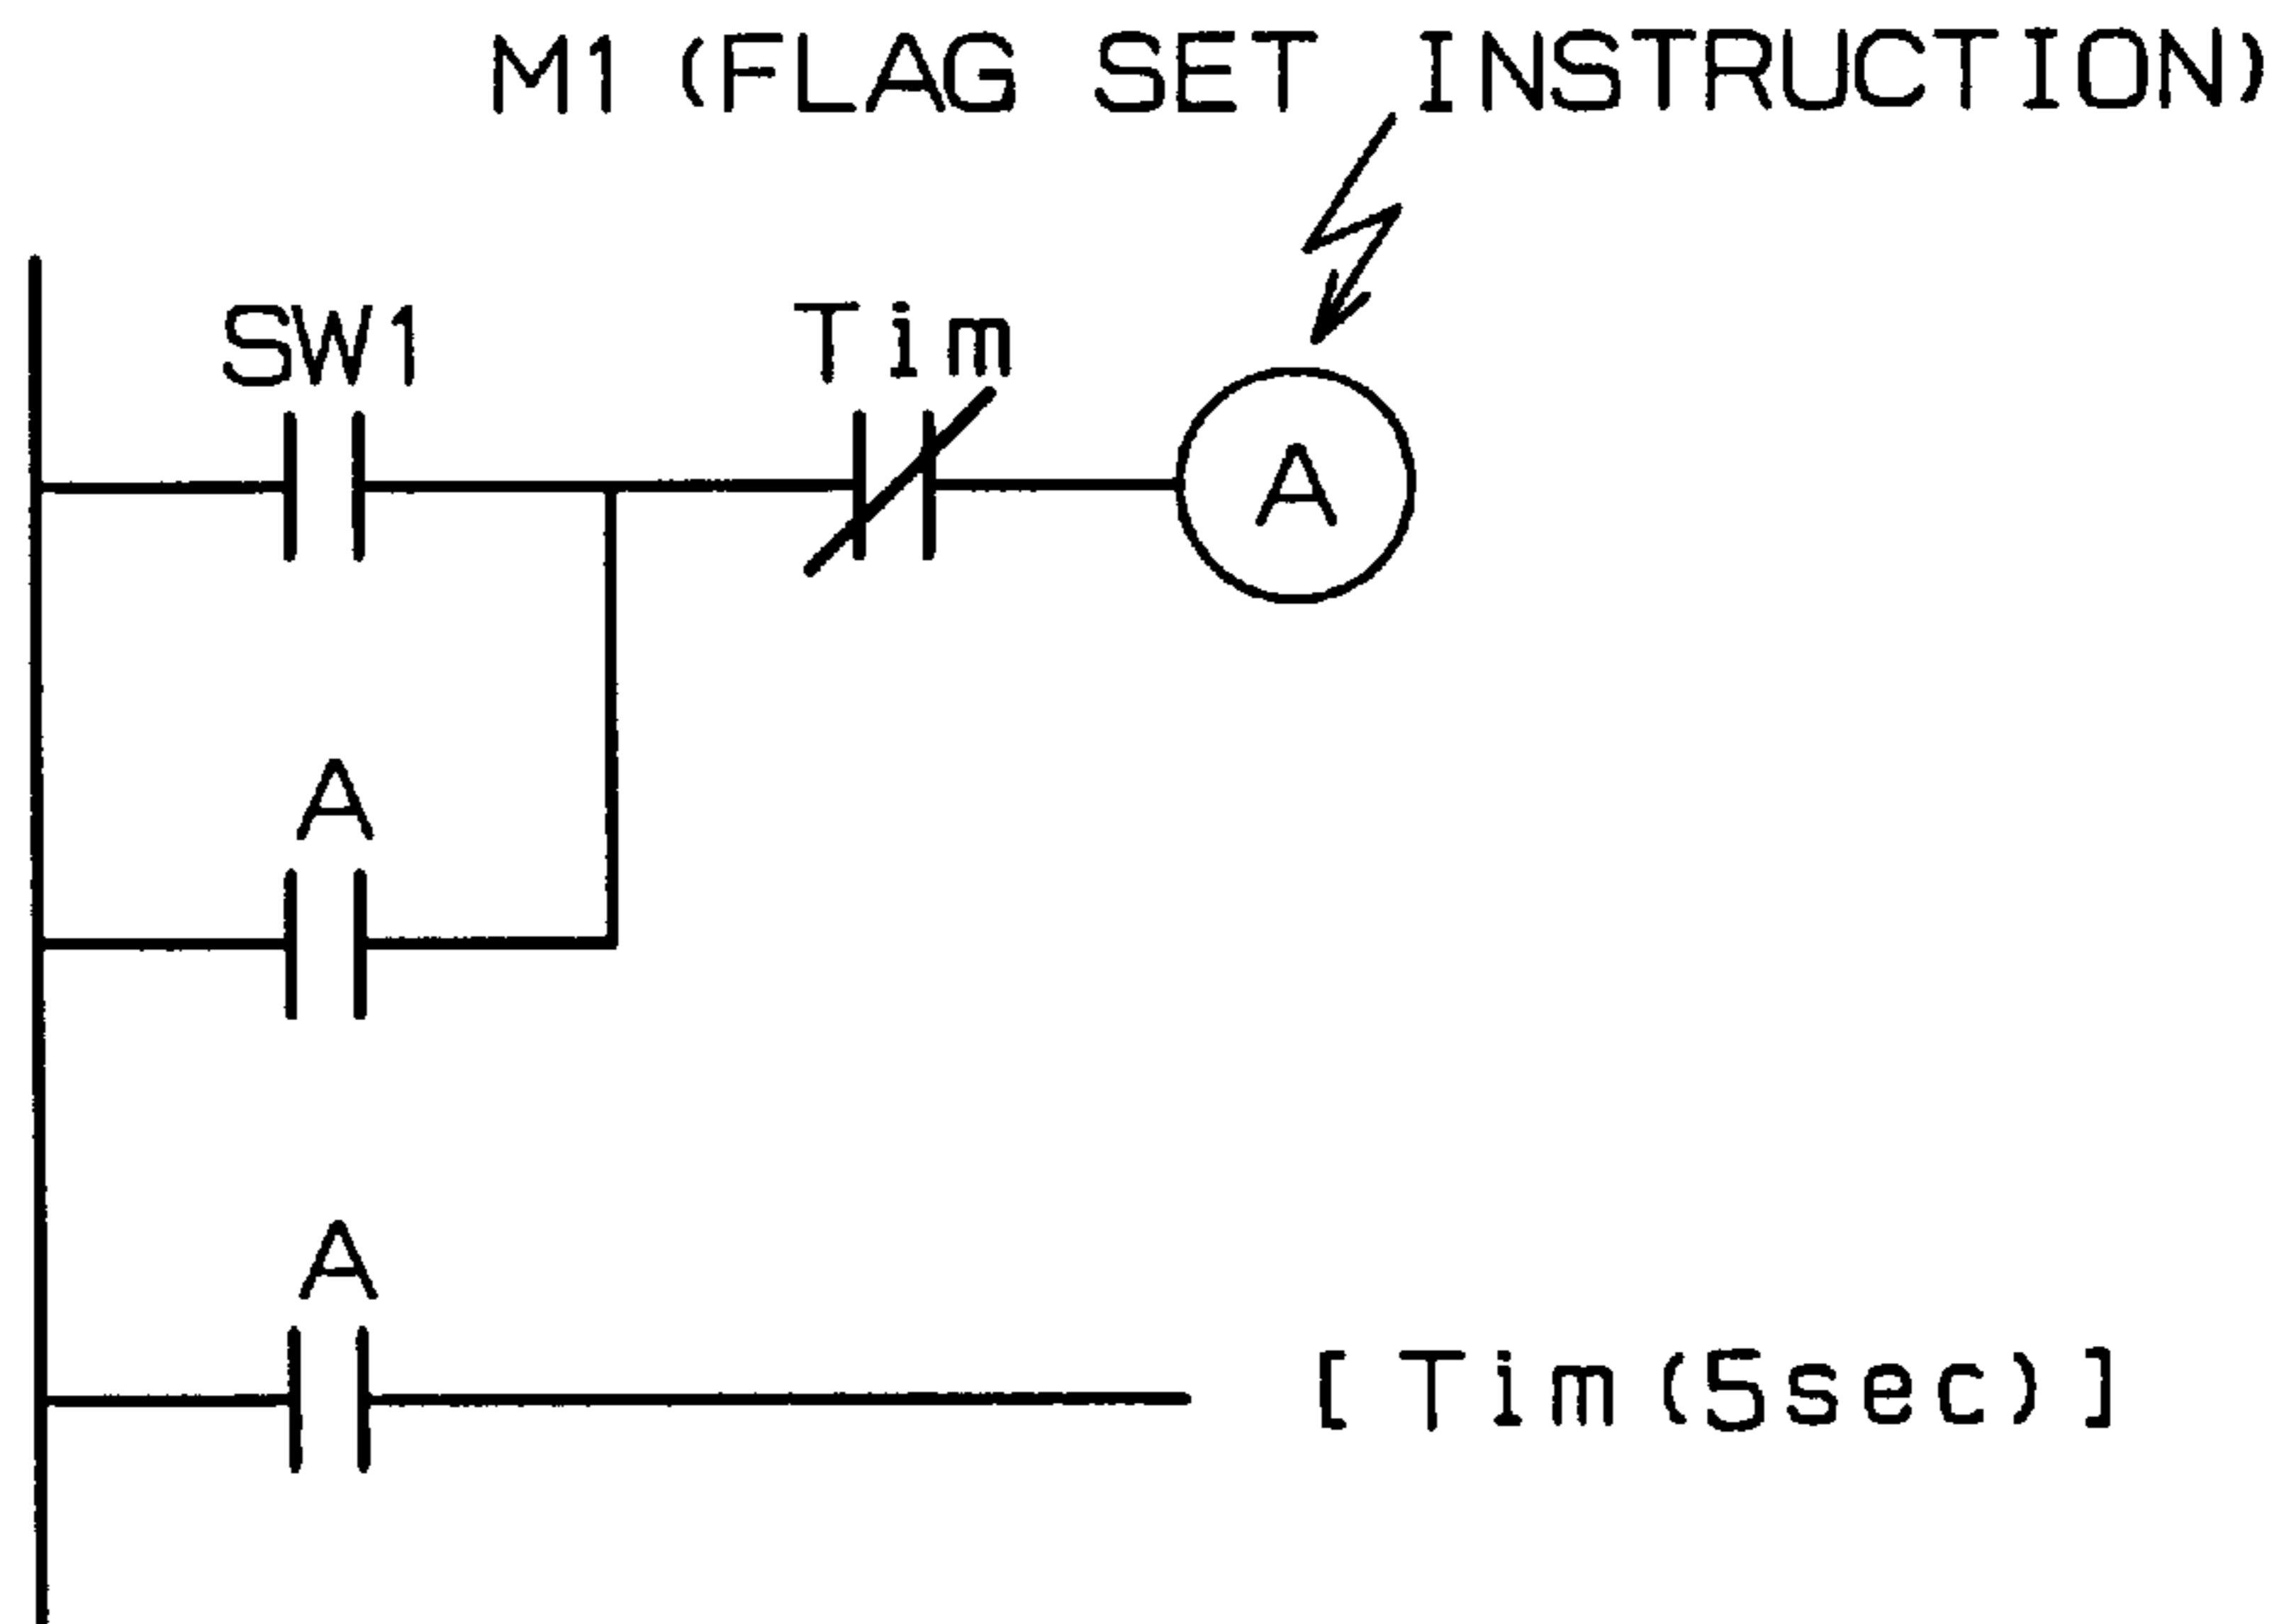 M1 (FLAG SET INSTRUCTION)
SW1 Tim
A
A
A
[Tim(5sec)]